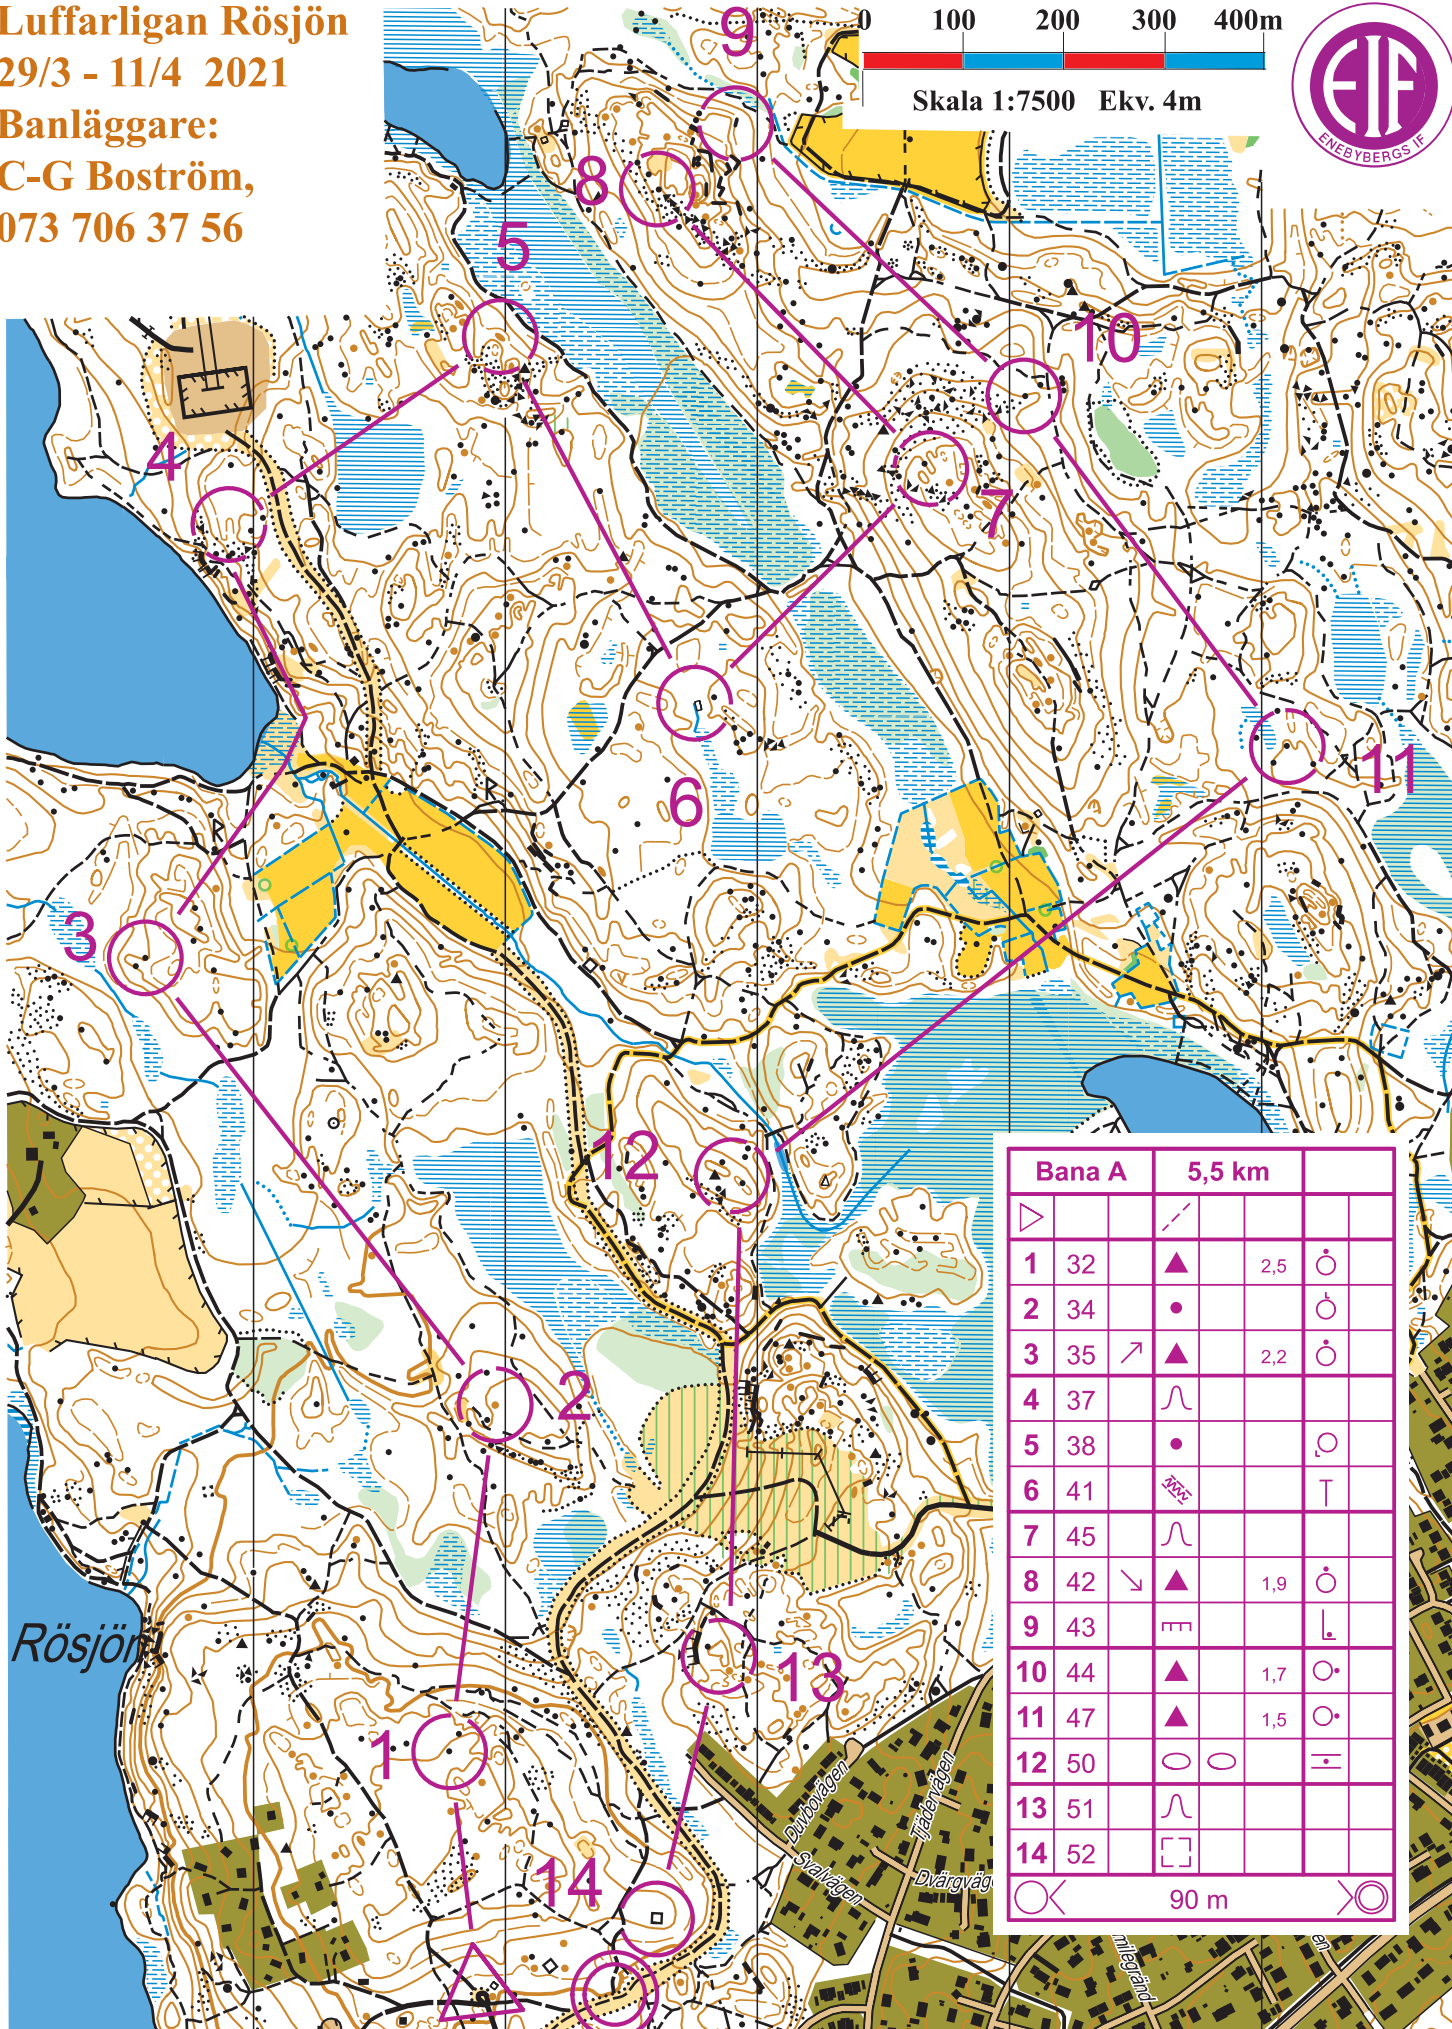 Luffarligan Rösjön
29/3 - 11/4 2021
Banläggare:
C-G Boström,
073 706 37 56
0 100 200 300 400m
Skala 1:7500 Ekv. 4m
EIF
ENEBYBERGS IF
9
8
5
10
4
7
6
11
3
12
2
13
1
14
Rösjön
Duvbovägen
Tjädervägen
Svalvägen
Dvärgväg
milegränd
en
Bana A 5,5 km
1 32 2,5
2 34
3 35 2,2
4 37
5 38
6 41
7 45
8 42 1,9
9 43
10 44 1,7
11 47 1,5
12 50
13 51
14 52
90 m